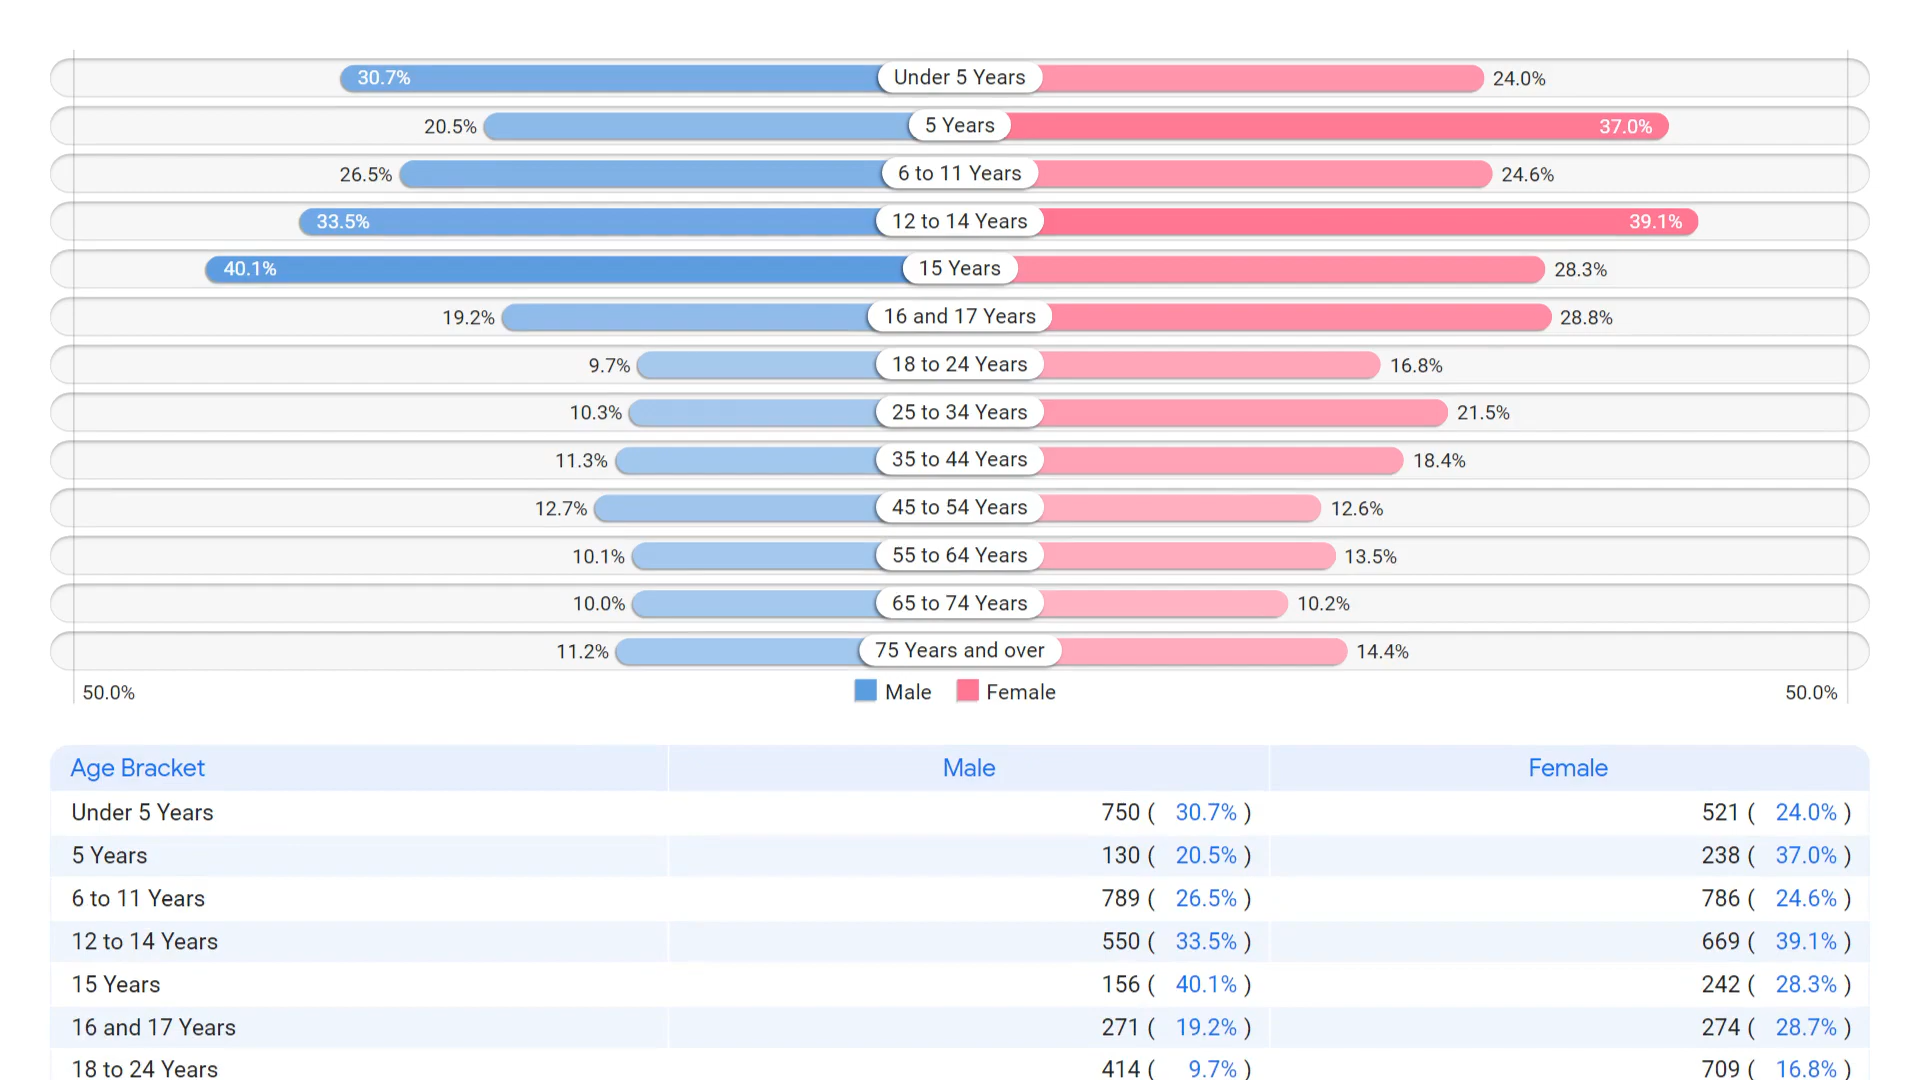 30.7% Under 5 Years 24.0%
20.5% 5 Years 37.0%
26.5% 6 to 11 Years 24.6%
33.5% 12 to 14 Years 39.1%
40.1% 15 Years 28.3%
19.2% 16 and 17 Years 28.8%
9.7% 18 to 24 Years 16.8%
10.3% 25 to 34 Years 21.5%
11.3% 35 to 44 Years 18.4%
12.7% 45 to 54 Years 12.6%
10.1% 55 to 64 Years 13.5%
10.0% 65 to 74 Years 10.2%
11.2% 75 Years and over 14.4%
50.0% Male Female 50.0%
Age Bracket Male Female
Under 5 Years 750 ( 30.7% ) 521 ( 24.0% )
5 Years 130 ( 20.5% ) 238 ( 37.0% )
6 to 11 Years 789 ( 26.5% ) 786 ( 24.6% )
12 to 14 Years 550 ( 33.5% ) 669 ( 39.1% )
15 Years 156 ( 40.1% ) 242 ( 28.3% )
16 and 17 Years 271 ( 19.2% ) 274 ( 28.7% )
18 to 24 Years 414 ( 9.7% ) 709 ( 16.8% )